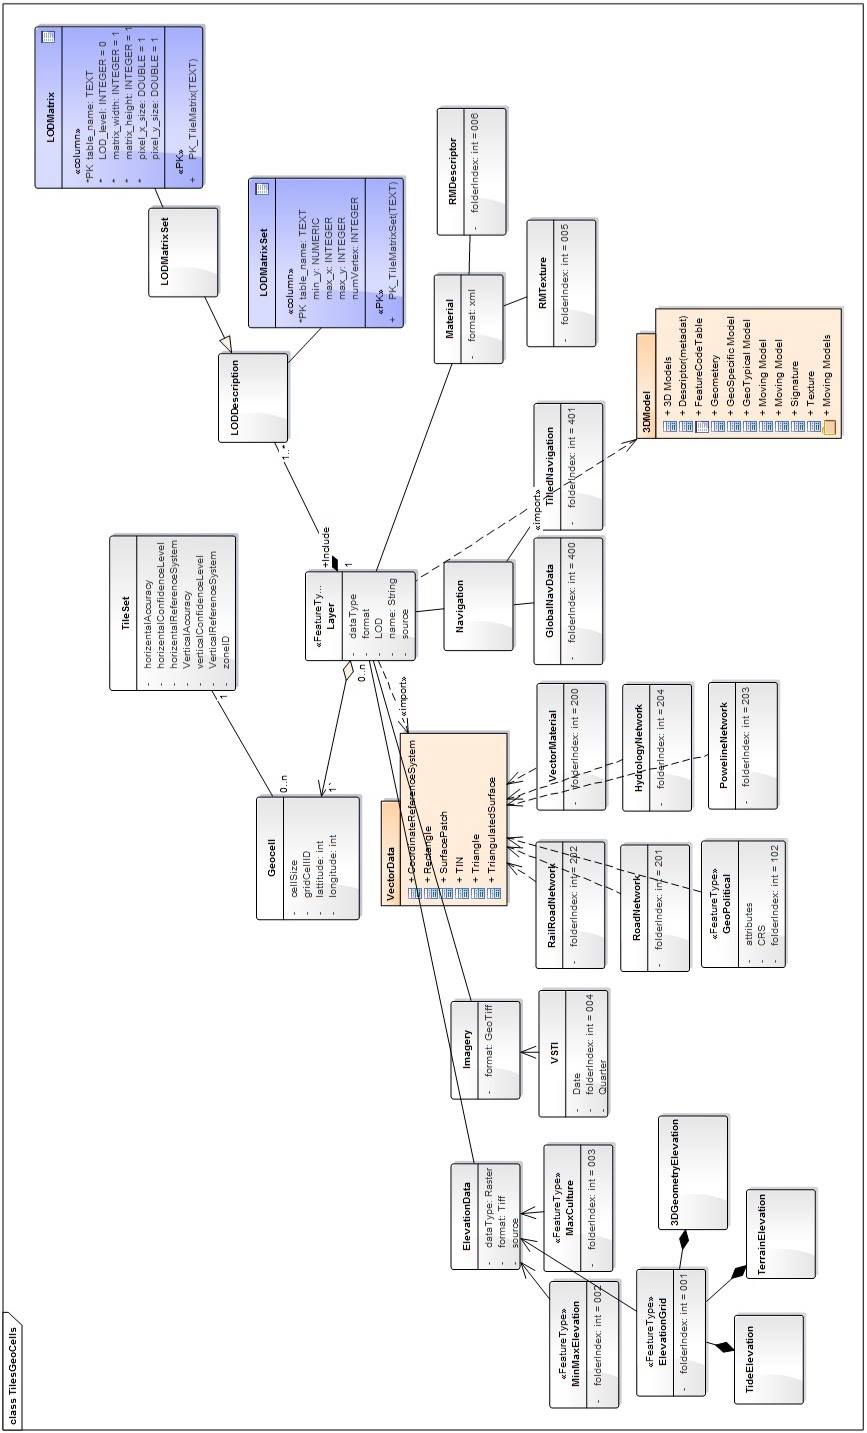 class TilesGeoCells
LODMatrix
«column»
*PK table_name: TEXT
* LOD_level: INTEGER = 0
* matrix_width: INTEGER = 1
* matrix_height: INTEGER = 1
* pixel_x_size: DOUBLE = 1
* pixel_y_size: DOUBLE = 1
«PK»
+ PK_TileMatrix(TEXT)
LODMatrixSet
LODMatrixSet
«column»
*PK table_name: TEXT
min_y: NUMERIC
max_x: INTEGER
max_y: INTEGER
numVertex: INTEGER
«PK»
+ PK_TileMatrixSet(TEXT)
LODDescription
1..*
+Include
1
TileSet
- horizentalAccuracy
- horizentalConfidenceLevel
- horizentalReferenceSystem
- VerticalAccuracy
- verticalConfidenceLevel
- VerticalReferenceSystem
- zoneID
1
0..n
Geocell
- cellSize
- gridCellID
- lattitude: int
- longitude: int
1`
0..n
«FeatureTy...
Layer
- dataType
- format
- LOD
- name: String
- source
RMDescriptor
- folderIndex: int = 006
Material
- format: xml
RMTexture
- folderIndex: int = 005
3DModel
+ 3D Models
+ Descriptor(metadat)
+ FeatureCodeTable
+ Geometery
+ GeoSpecific Model
+ GeoTypical Model
+ Moving Model
+ Moving Model
+ Signature
+ Texture
+ Moving Models
«import»
TilledNavigation
- folderIndex: int = 401
Navigation
GlobalNavData
- folderIndex: int = 400
«import»
VectorData
+ CoordinateReferenceSystem
+ Rectangle
+ SurfacePatch
+ TIN
+ Triangle
+ TriangulatedSurface
VectorMaterial
- folderIndex: int = 200
HydrologyNetwork
- folderIndex: int = 204
PowelineNetwork
- folderIndex: int = 203
RailRoadNetwork
- folderIndex: int = 202
RoadNetwork
- folderIndex: int = 201
«FeatureType»
GeoPolitical
- attributes
- CRS
- folderIndex: int = 102
Imagery
- format: GeoTiff
VSTI
- Date
- folderIndex: int = 004
- Quarter
ElevationData
- dataType: Raster
- format: Tiff
- source
«FeatureType»
MaxCulture
- folderIndex: int = 003
«FeatureType»
MinMaxElevation
- folderIndex: int = 002
«FeatureType»
ElevationGrid
- folderIndex: int = 001
3DGeometryElevation
TerrainElevation
TideElevation